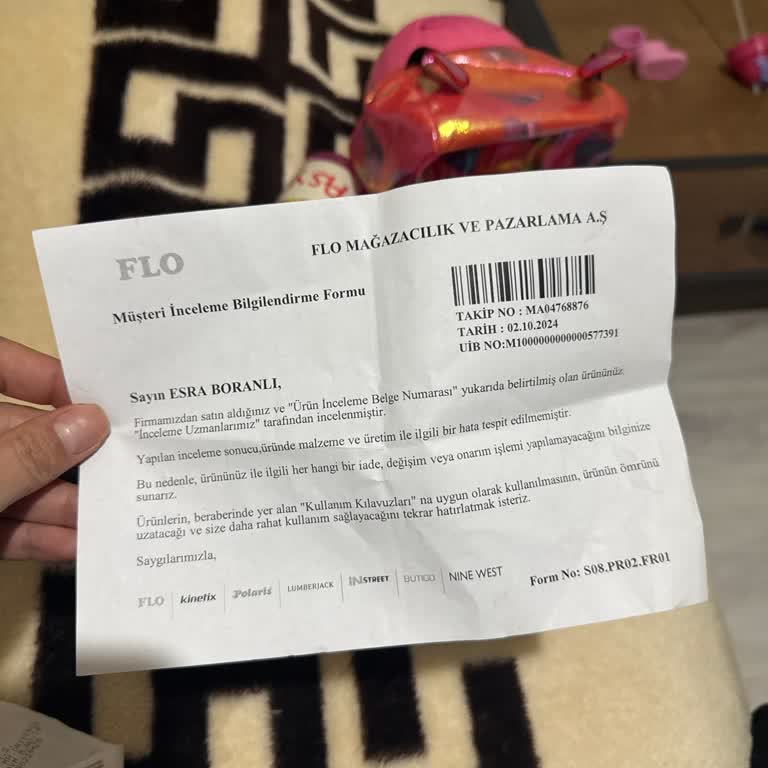 FLO
FLO MAĞAZACILIK VE PAZARLAMA A.Ş
Müşteri İnceleme Bilgilendirme Formu
TAKİP NO : MA04768876
TARİH : 02.10.2024
UİB NO:M1000000000000577391
Sayın ESRA BORANLI,
Firmamızdan satın aldığınız ve "Ürün İnceleme Belge Numarası" yukarıda belirtilmiş olan ürününüz
"İnceleme Uzmanlarımız" tarafından incelenmiştir.
Yapılan inceleme sonucu,üründe malzeme ve üretim ile ilgili bir hata tespit edilmemiştir.
Bu nedenle, ürününüz ile ilgili her hangi bir iade, değişim veya onarım işlemi yapılamayacağını bilginize
sunarız.
Ürünlerin, beraberinde yer alan "Kullanım Kılavuzları" na uygun olarak kullanılmasının, ürünün ömrünü
uzatacağı ve size daha rahat kullanım sağlayacağını tekrar hatırlatmak isteriz.
Saygılarımızla,
FLO kinetix Polaris LUMBERJACK INSTREET BUTIGO NINE WEST
Form No: S08.PR02.FR01